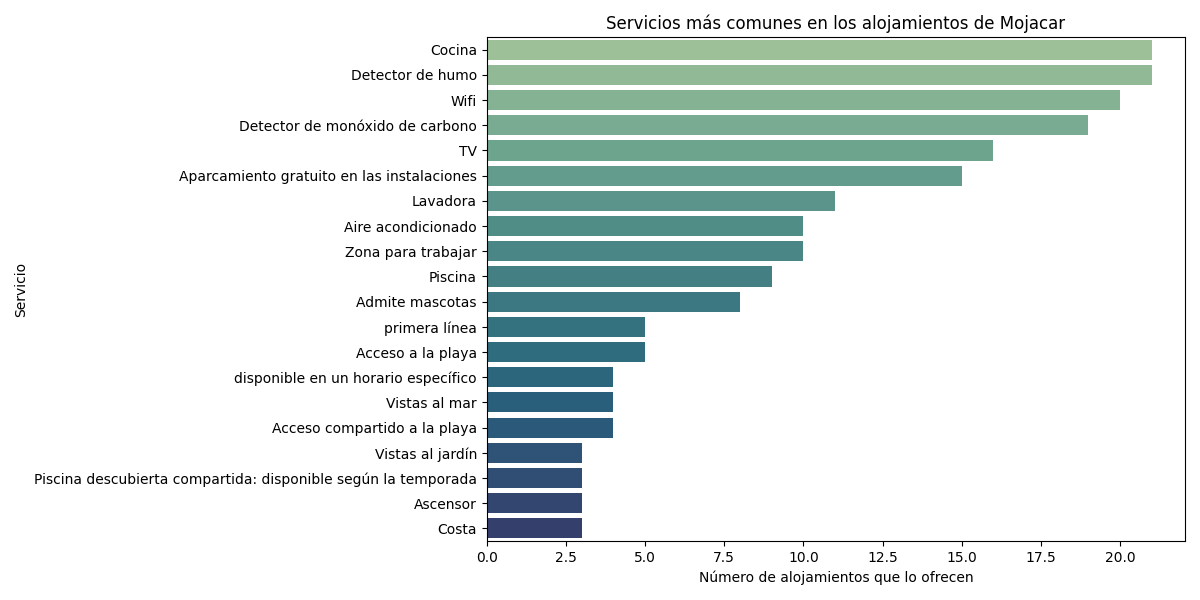 Servicios más comunes en los alojamientos de Mojacar
Cocina
Detector de humo
Wifi
Detector de monóxido de carbono
TV
Aparcamiento gratuito en las instalaciones
Lavadora
Aire acondicionado
Zona para trabajar
Piscina
Admite mascotas
primera línea
Acceso a la playa
disponible en un horario específico
Vistas al mar
Acceso compartido a la playa
Vistas al jardín
Piscina descubierta compartida: disponible según la temporada
Ascensor
Costa
Servicio
0.0 2.5 5.0 7.5 10.0 12.5 15.0 17.5 20.0
Número de alojamientos que lo ofrecen